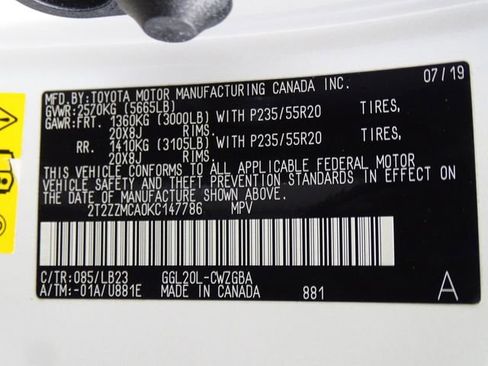 MFD. BY: TOYOTA MOTOR MANUFACTURING CANADA INC. 07/19
GVWR: 2570KG (5665LB)
GAWR: FRT. 1360KG (3000LB) WITH P235/55R20 TIRES,
20X8J RIMS.
RR. 1410KG (3105LB) WITH P235/55R20 TIRES,
20X8J RIMS.
THIS VEHICLE CONFORMS TO ALL APPLICABLE FEDERAL MOTOR
VEHICLE SAFETY AND THEFT PREVENTION STANDARDS IN EFFECT ON
THE DATE OF MANUFACTURE SHOWN ABOVE.
2T2ZZMCA0KC147786 MPV
C/TR: 085/LB23 GGL20L-CWZGBA
A/TM: -01A/U881E MADE IN CANADA 881 A